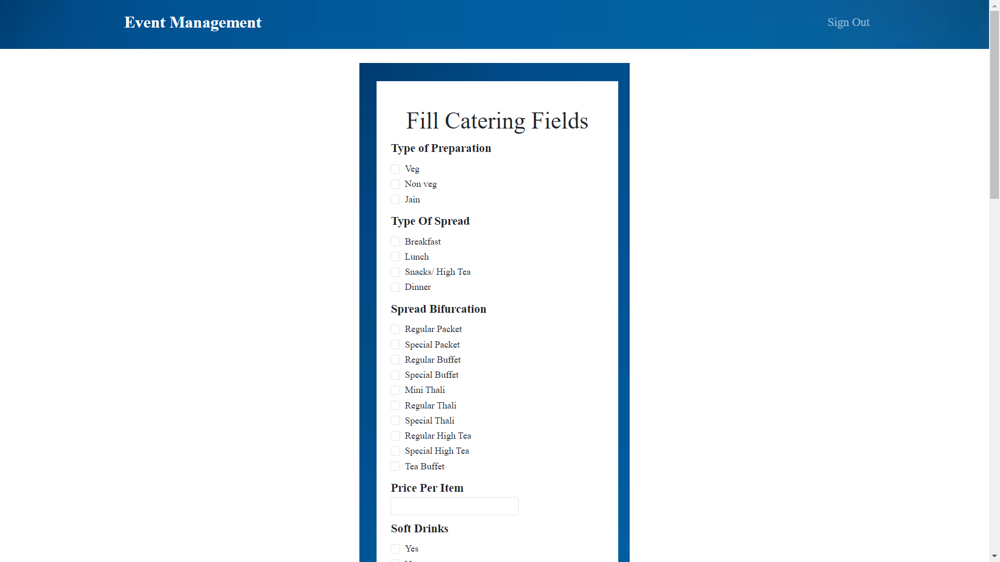 Event Management
Sign Out
Fill Catering Fields
Type of Preparation
Veg
Non veg
Jain
Type Of Spread
Breakfast
Lunch
Snacks/ High Tea
Dinner
Spread Bifurcation
Regular Packet
Special Packet
Regular Buffet
Special Buffet
Mini Thali
Regular Thali
Special Thali
Regular High Tea
Special High Tea
Tea Buffet
Price Per Item
Soft Drinks
Yes